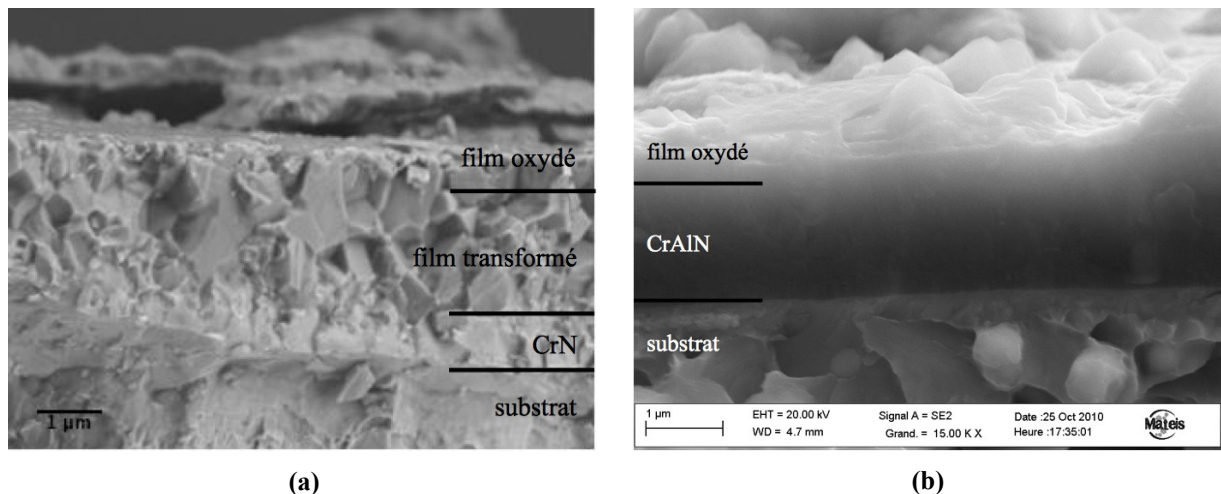 film oxydé
film transformé
CrN
substrat
1 µm
(a)
film oxydé
CrAlN
substrat
1 µm
EHT = 20.00 kV
WD = 4.7 mm
Signal A = SE2
Grand. = 15.00 K X
Date :25 Oct 2010
Heure :17:35:01
Mateis
(b)